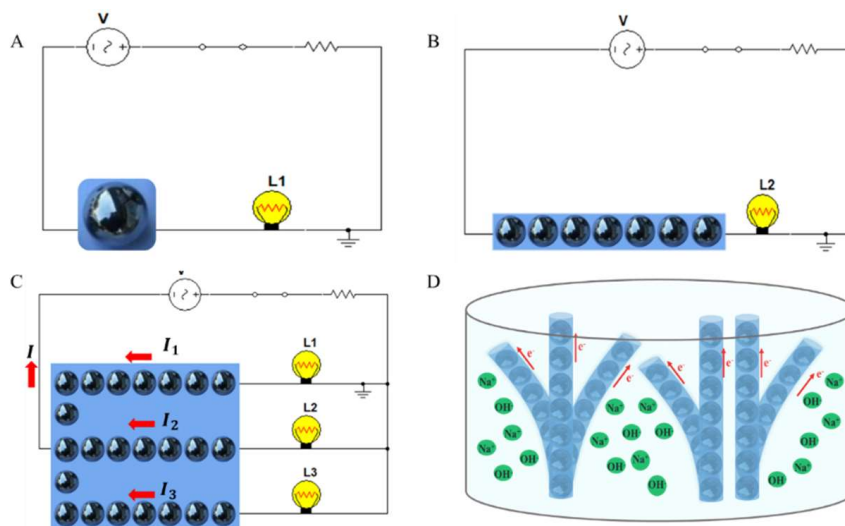 A
V
L1
B
V
L2
C
I
I₁
I₂
I₃
L1
L2
L3
D
e⁻
e⁻
e⁻
e⁻
e⁻
e⁻
e⁻
Na⁺
OH⁻
Na⁺
OH⁻
Na⁺
OH⁻
Na⁺
Na⁺
OH⁻
OH⁻
Na⁺
Na⁺
OH⁻
OH⁻
Na⁺
OH⁻
Na⁺
OH⁻
Na⁺
OH⁻